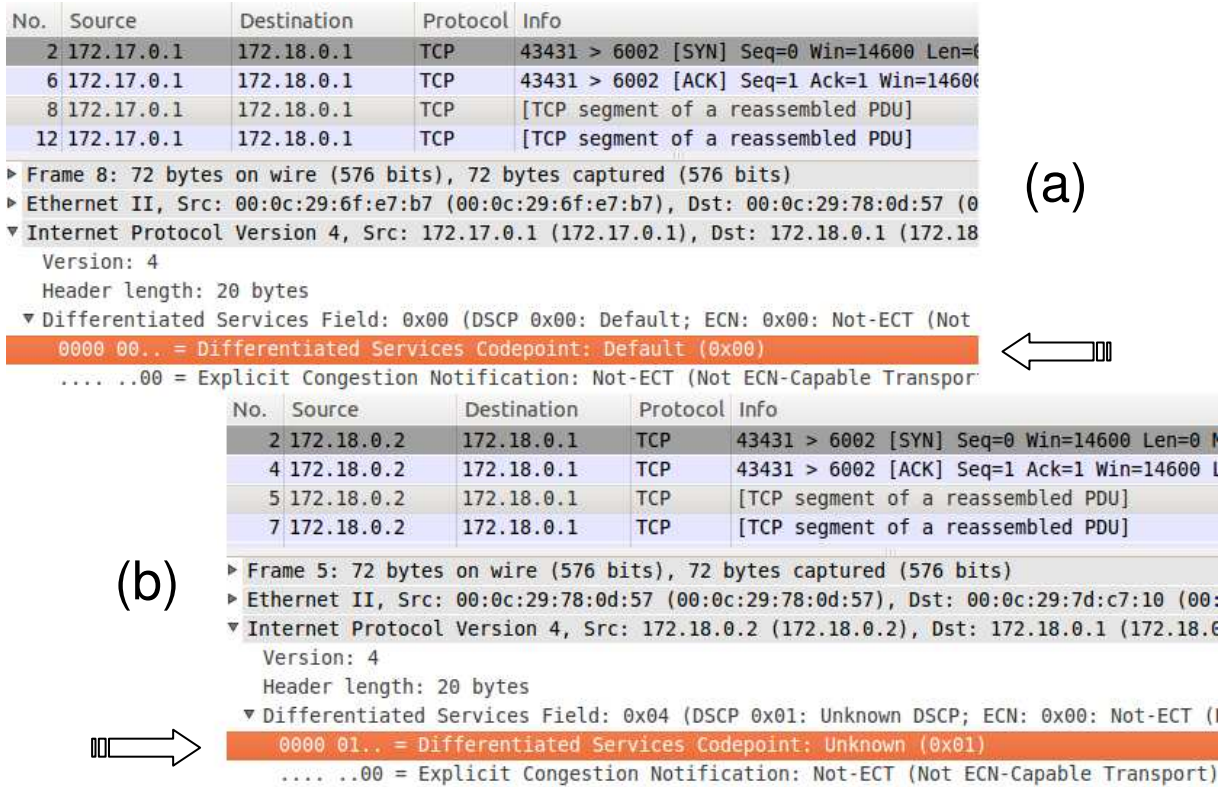 No. Source Destination Protocol Info
2 172.17.0.1 172.18.0.1 TCP 43431 > 6002 [SYN] Seq=0 Win=14600 Len=
6 172.17.0.1 172.18.0.1 TCP 43431 > 6002 [ACK] Seq=1 Ack=1 Win=1460
8 172.17.0.1 172.18.0.1 TCP [TCP segment of a reassembled PDU]
12 172.17.0.1 172.18.0.1 TCP [TCP segment of a reassembled PDU]
Frame 8: 72 bytes on wire (576 bits), 72 bytes captured (576 bits)
(a)
Ethernet II, Src: 00:0c:29:6f:e7:b7 (00:0c:29:6f:e7:b7), Dst: 00:0c:29:78:0d:57 (0
Internet Protocol Version 4, Src: 172.17.0.1 (172.17.0.1), Dst: 172.18.0.1 (172.18
Version: 4
Header length: 20 bytes
Differentiated Services Field: 0x00 (DSCP 0x00: Default; ECN: 0x00: Not-ECT (Not
0000 00.. = Differentiated Services Codepoint: Default (0x00)
.... ..00 = Explicit Congestion Notification: Not-ECT (Not ECN-Capable Transpor
No. Source Destination Protocol Info
2 172.18.0.2 172.18.0.1 TCP 43431 > 6002 [SYN] Seq=0 Win=14600 Len=0
4 172.18.0.2 172.18.0.1 TCP 43431 > 6002 [ACK] Seq=1 Ack=1 Win=14600
5 172.18.0.2 172.18.0.1 TCP [TCP segment of a reassembled PDU]
7 172.18.0.2 172.18.0.1 TCP [TCP segment of a reassembled PDU]
(b)
Frame 5: 72 bytes on wire (576 bits), 72 bytes captured (576 bits)
Ethernet II, Src: 00:0c:29:78:0d:57 (00:0c:29:78:0d:57), Dst: 00:0c:29:7d:c7:10 (00:
Internet Protocol Version 4, Src: 172.18.0.2 (172.18.0.2), Dst: 172.18.0.1 (172.18.
Version: 4
Header length: 20 bytes
Differentiated Services Field: 0x04 (DSCP 0x01: Unknown DSCP; ECN: 0x00: Not-ECT (
0000 01.. = Differentiated Services Codepoint: Unknown (0x01)
.... ..00 = Explicit Congestion Notification: Not-ECT (Not ECN-Capable Transport)